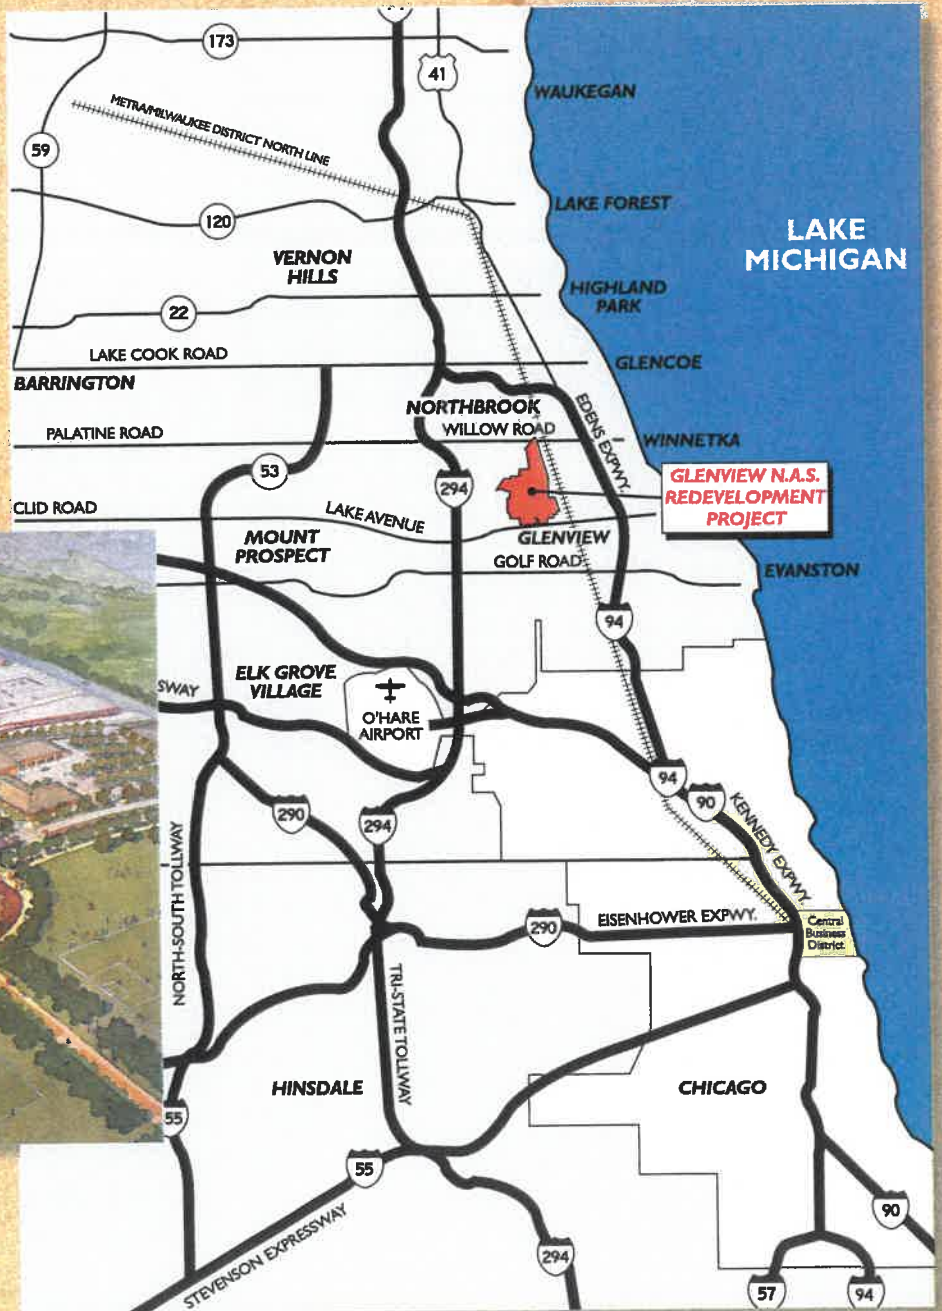 173
41
WAUKEGAN
METRA/MILWAUKEE DISTRICT NORTH LINE
59
LAKE FOREST
120
LAKE
MICHIGAN
VERNON
HILLS
HIGHLAND
PARK
22
LAKE COOK ROAD
GLENCOE
BARRINGTON
NORTHBROOK
EDENS EXPWY.
PALATINE ROAD
WILLOW ROAD
WINNETKA
53
294
GLENVIEW N.A.S.
REDEVELOPMENT
PROJECT
CLID ROAD
LAKE AVENUE
MOUNT
PROSPECT
GLENVIEW
GOLF ROAD
EVANSTON
94
ELK GROVE
VILLAGE
SWAY
O'HARE
AIRPORT
94
90
KENNEDY EXPWY.
290
294
NORTH-SOUTH TOLLWAY
EISENHOWER EXPWY.
290
Central
Business
District
TRI-STATE TOLLWAY
HINSDALE
CHICAGO
55
55
90
STEVENSON EXPRESSWAY
294
57
94